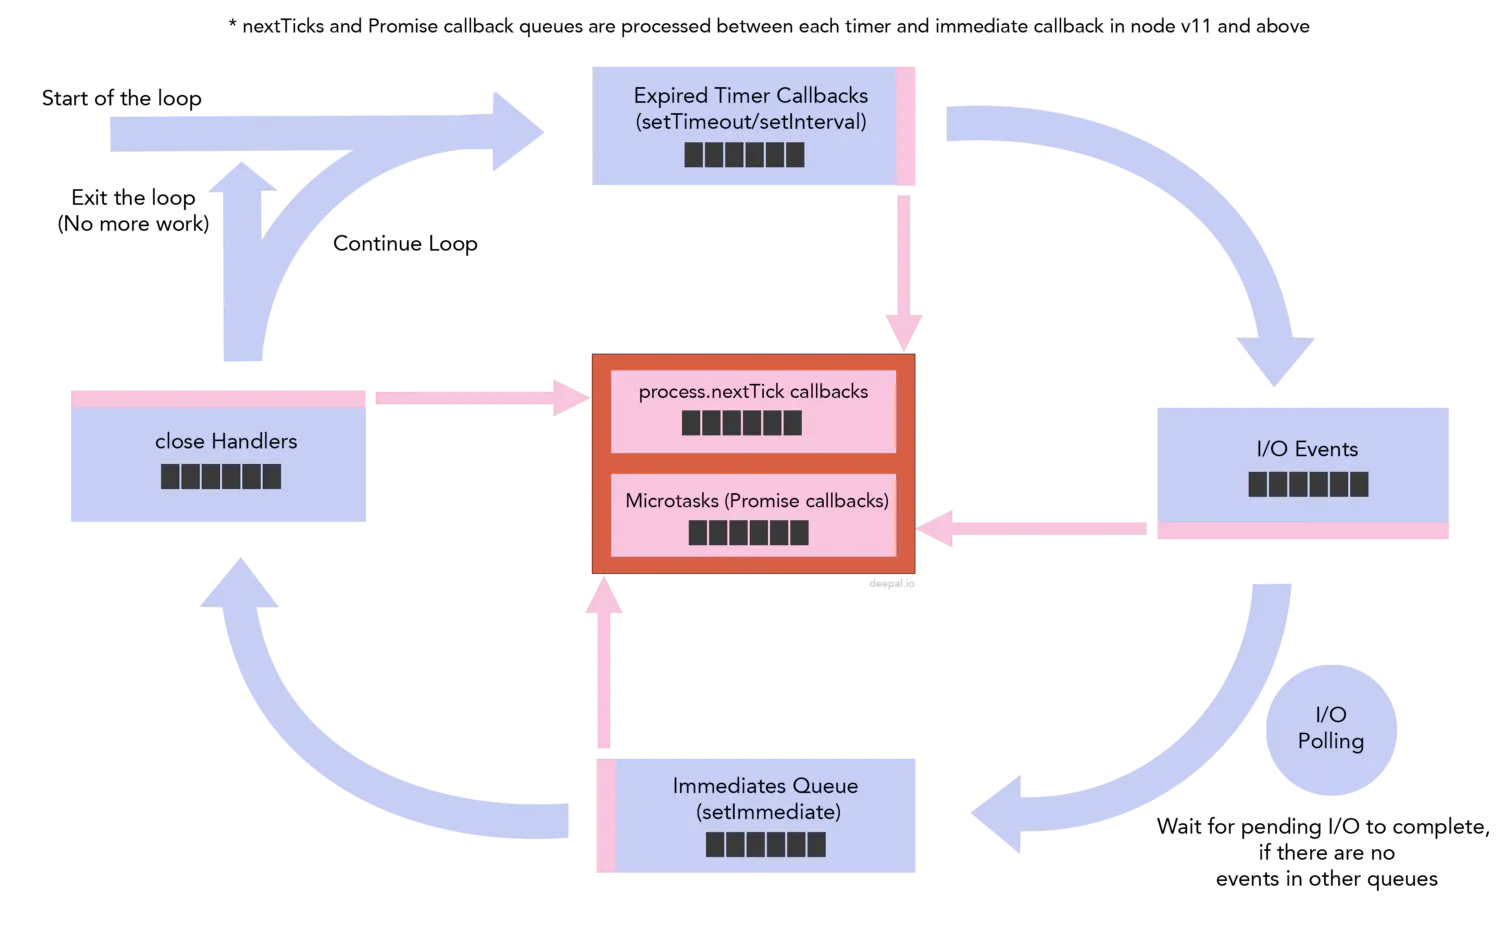 * nextTicks and Promise callback queues are processed between each timer and immediate callback in node v11 and above
Start of the loop
Exit the loop
(No more work)
Continue Loop
Expired Timer Callbacks
(setTimeout/setInterval)
process.nextTick callbacks
Microtasks (Promise callbacks)
deepal.io
close Handlers
I/O Events
I/O
Polling
Wait for pending I/O to complete,
if there are no
events in other queues
Immediates Queue
(setImmediate)